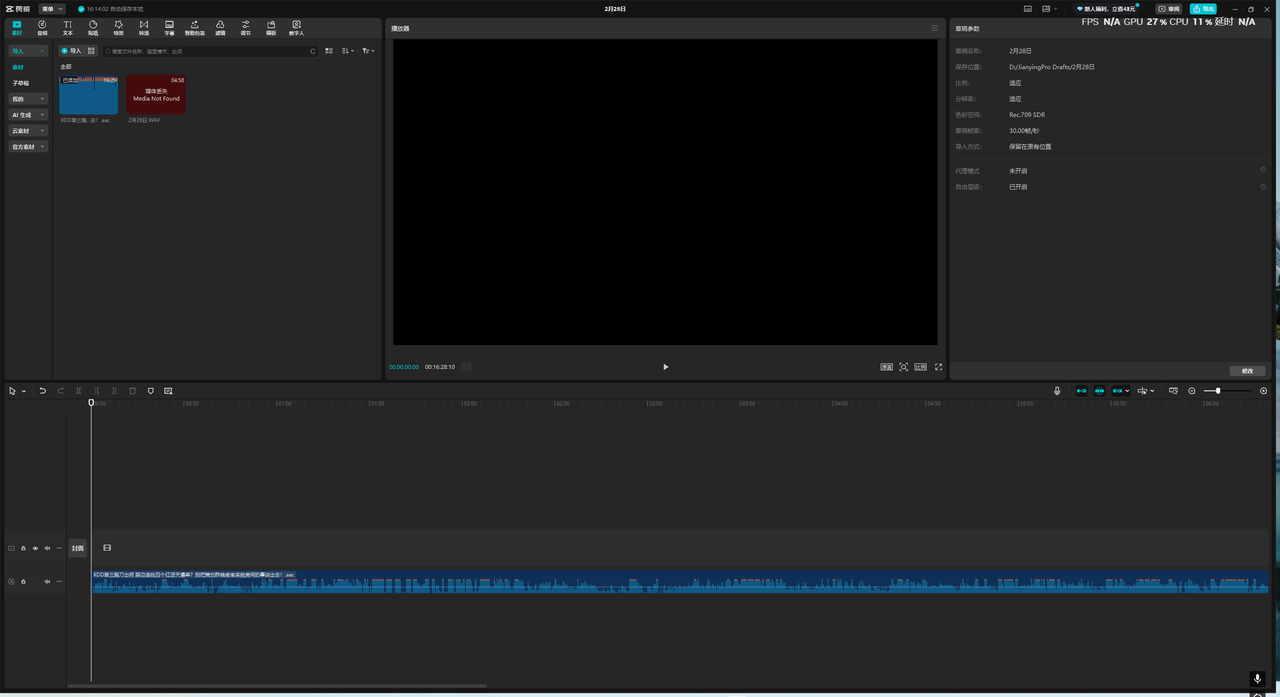 剪映
菜单
16:14:02 自动保存本地
2月28日
新人福利，立省43元
审阅
导出
FPS N/A GPU 27 % CPU 11 % 延时 N/A
素材
音频
文本
贴纸
特效
转场
字幕
智能包装
滤镜
调节
模板
数字人
导入
素材
子草稿
我的
AI 生成
云素材
官方素材
导入
搜索文件名称、画面情节、台词
全部
已添加
16:29
XDD第三施...去！.aac
04:58
媒体丢失
Media Not Found
2月28日.WAV
播放器
00:00:00:00
00:16:28:10
比例
草稿参数
草稿名称：
2月28日
保存位置：
D:/JianyingPro Drafts/2月28日
比例：
适应
分辨率：
适应
色彩空间：
Rec.709 SDR
草稿帧率：
30.00帧/秒
导入方式：
保留在原有位置
代理模式：
未开启
自由层级：
已开启
修改
00:00
00:30
01:00
01:30
02:00
02:30
03:00
03:30
04:00
04:30
05:00
05:30
06:00
封面